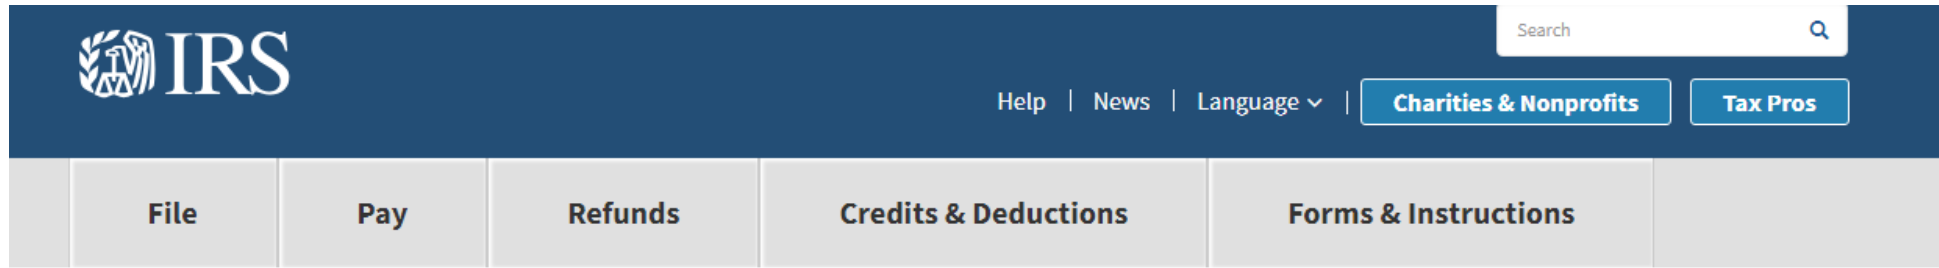 IRS
Search
Help | News | Language | Charities & Nonprofits Tax Pros
File Pay Refunds Credits & Deductions Forms & Instructions